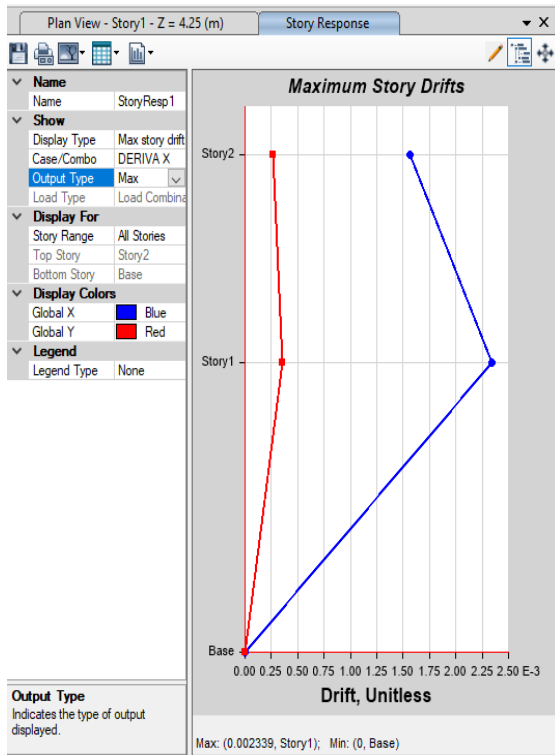 Plan View - Story1 - Z = 4.25 (m)
Story Response
Name
Name StoryResp1
Show
Display Type Max story drift
Case/Combo DERIVA X
Output Type Max
Load Type Load Combina
Display For
Story Range All Stories
Top Story Story2
Bottom Story Base
Display Colors
Global X Blue
Global Y Red
Legend
Legend Type None
Output Type
Indicates the type of output
displayed.
Maximum Story Drifts
Story2
Story1
Base
0.00 0.25 0.50 0.75 1.00 1.25 1.50 1.75 2.00 2.25 2.50 E-3
Drift, Unitless
Max: (0.002339, Story1); Min: (0, Base)